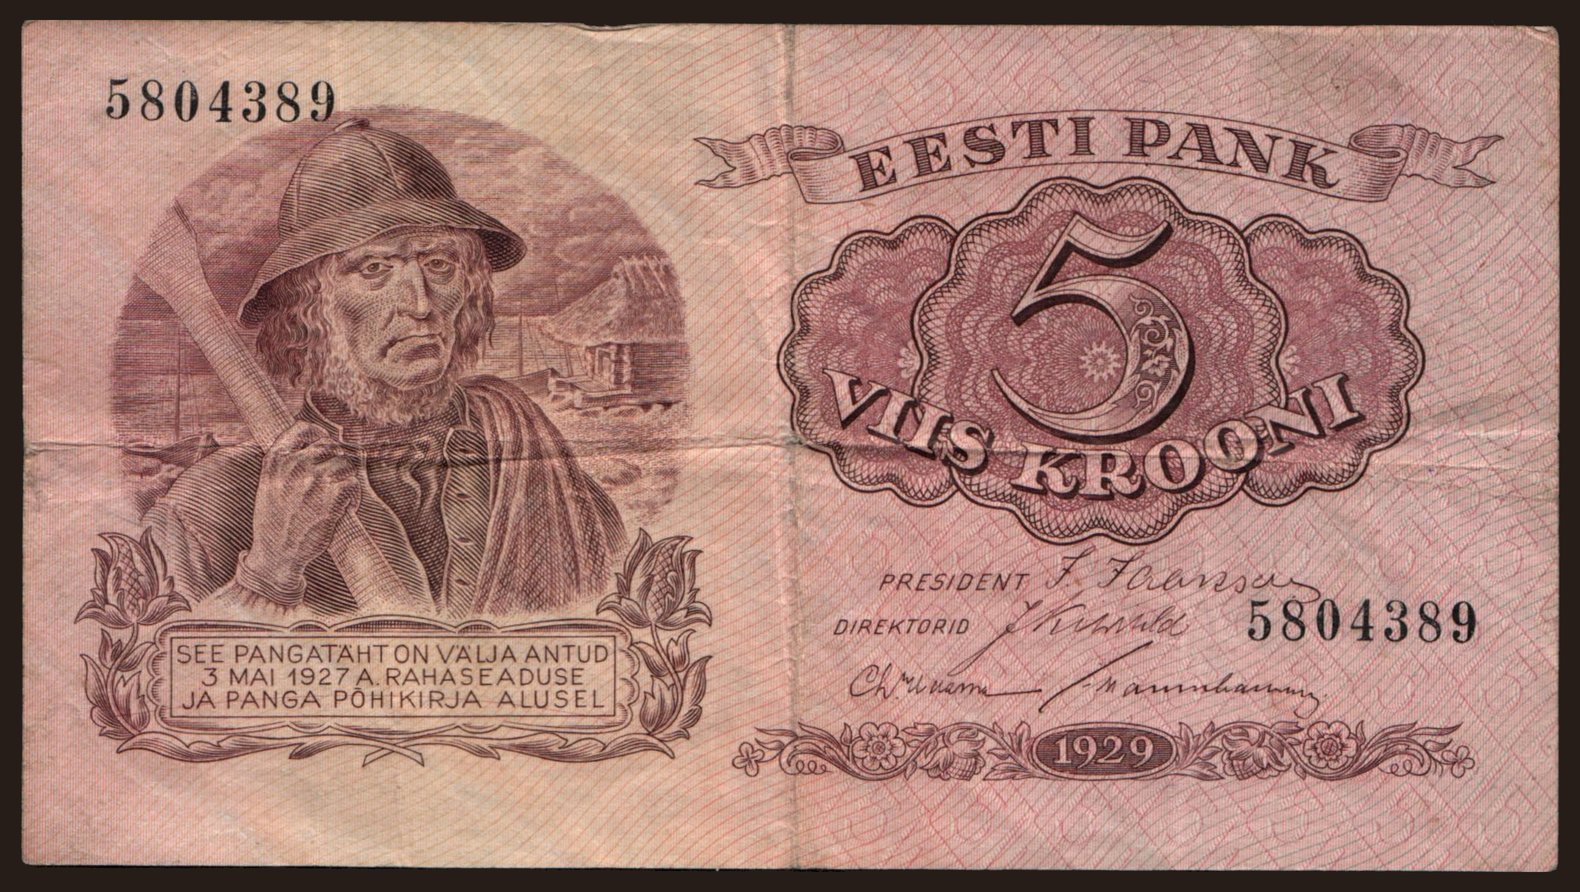 5804389
EESTI PANK
5
VIIS KROONI
PRESIDENT
DIREKTORID
5804389
SEE PANGATÄHT ON VÄLJA ANTUD
3 MAI 1927 A. RAHASEADUSE
JA PANGA PÕHIKIRJA ALUSEL
1929